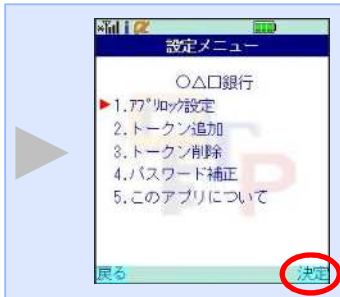 設定メニュー
○△□銀行
1.ｱﾌﾟﾘﾛｯｸ設定
2.トークン追加
3.トークン削除
4.パスワード補正
5.このアプリについて
戻る 決定